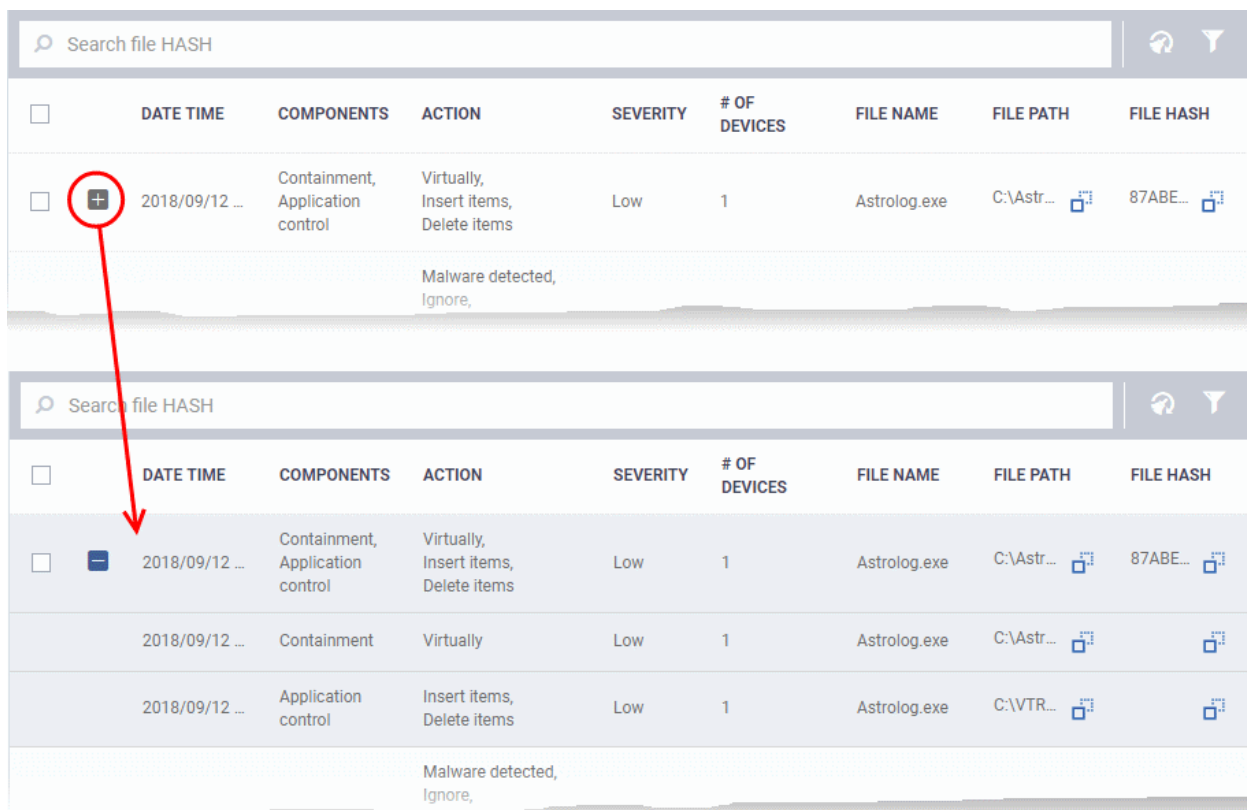 Search file HASH
DATE TIME COMPONENTS ACTION SEVERITY # OF DEVICES FILE NAME FILE PATH FILE HASH
2018/09/12 ... Containment, Application control Virtually, Insert items, Delete items Low 1 Astrolog.exe C:\Astr... 87ABE...
Malware detected,
Ignore,
Search file HASH
DATE TIME COMPONENTS ACTION SEVERITY # OF DEVICES FILE NAME FILE PATH FILE HASH
2018/09/12 ... Containment, Application control Virtually, Insert items, Delete items Low 1 Astrolog.exe C:\Astr... 87ABE...
2018/09/12 ... Containment Virtually Low 1 Astrolog.exe C:\Astr...
2018/09/12 ... Application control Insert items, Delete items Low 1 Astrolog.exe C:\VTR...
Malware detected,
Ignore,